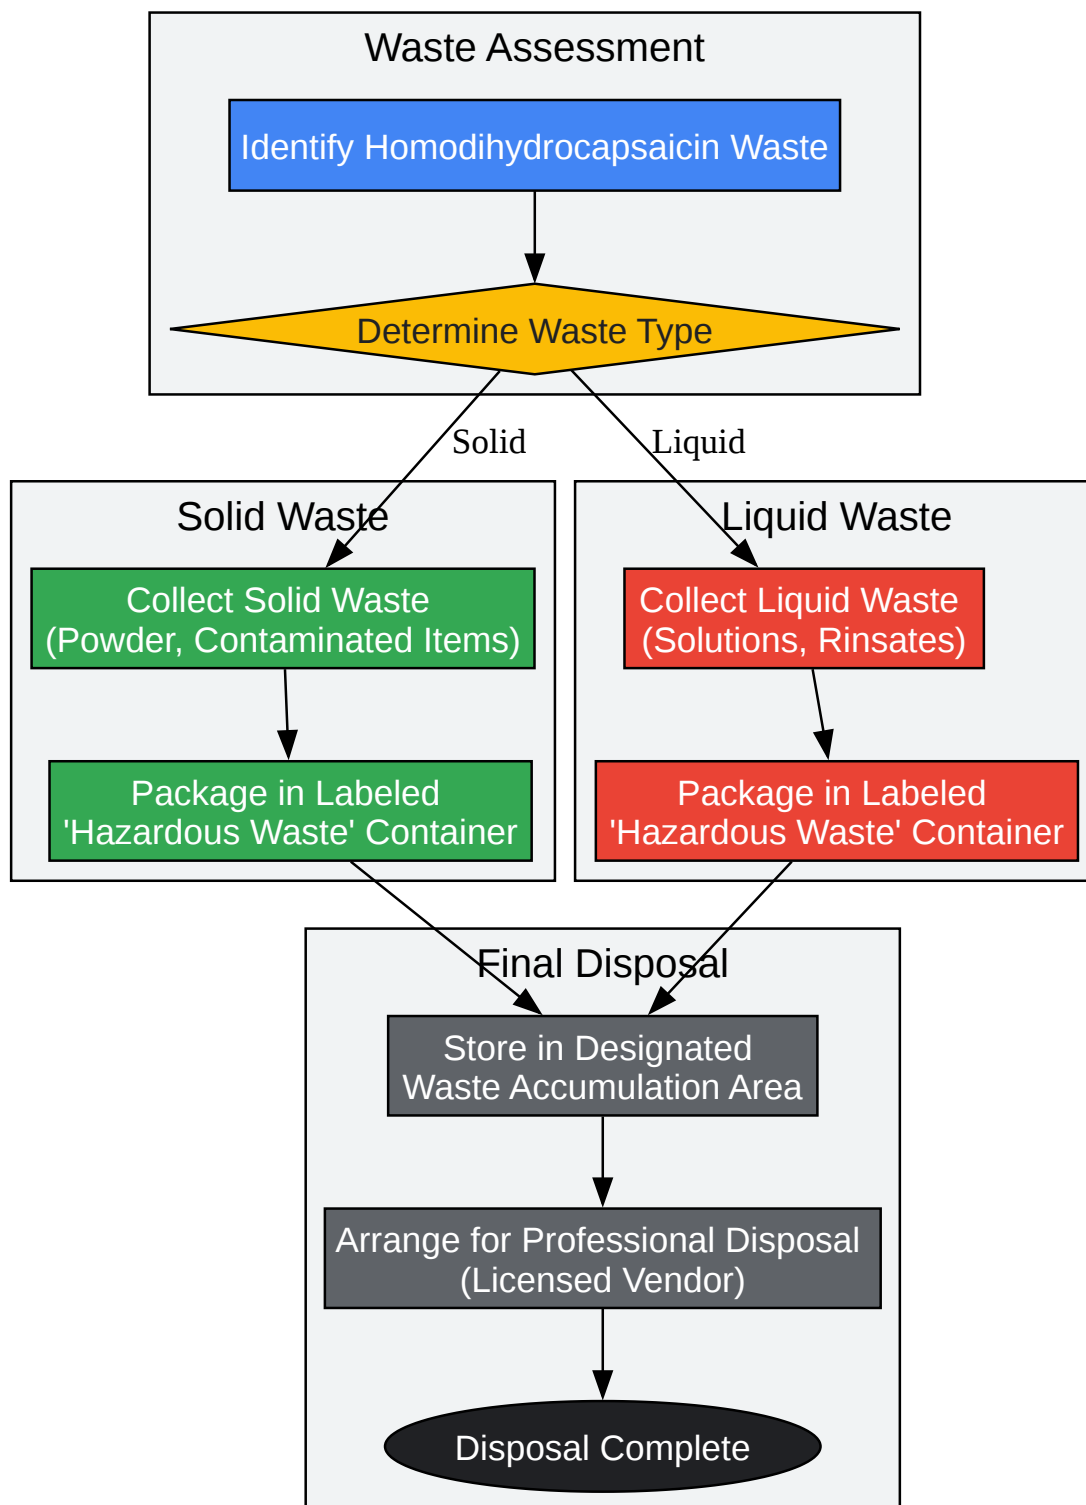 Waste Assessment
Identify Homodihydrocapsaicin Waste
Determine Waste Type
Solid
Liquid
Solid Waste
Collect Solid Waste
(Powder, Contaminated Items)
Package in Labeled
'Hazardous Waste' Container
Liquid Waste
Collect Liquid Waste
(Solutions, Rinsates)
Package in Labeled
'Hazardous Waste' Container
Final Disposal
Store in Designated
Waste Accumulation Area
Arrange for Professional Disposal
(Licensed Vendor)
Disposal Complete